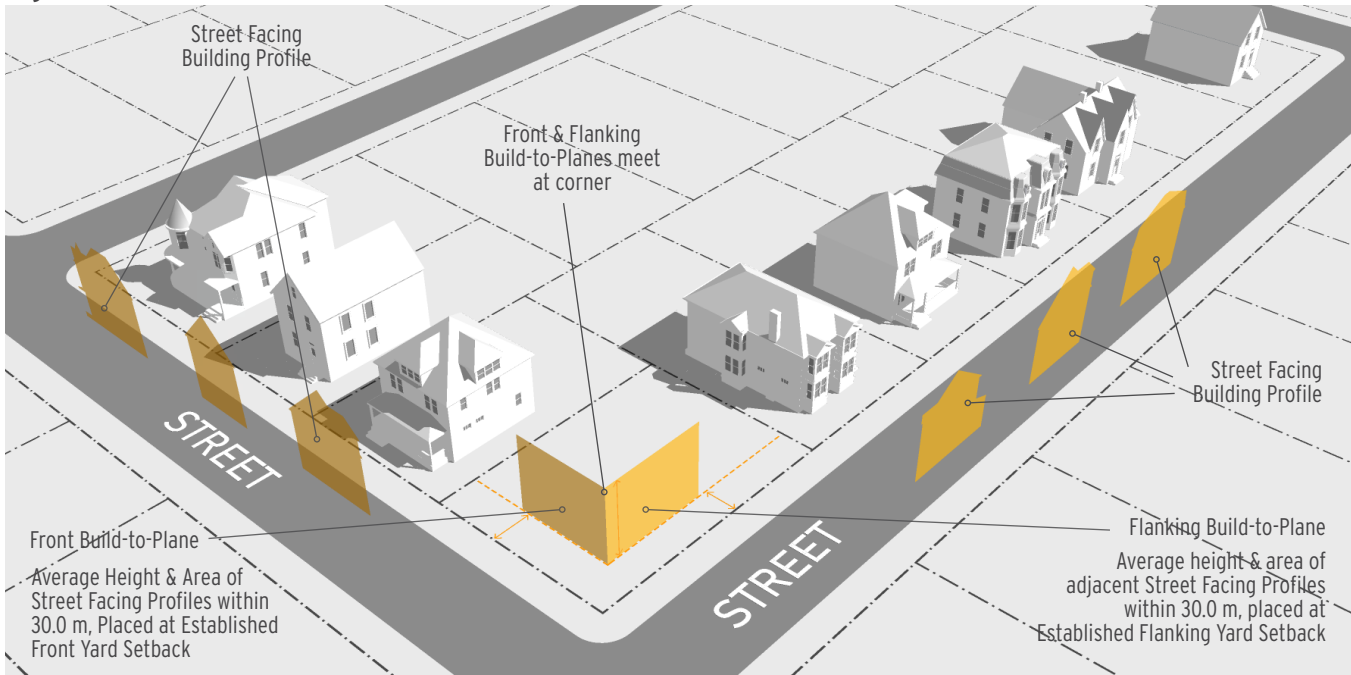 Street Facing
Building Profile
Front & Flanking
Build-to-Planes meet
at corner
STREET
Street Facing
Building Profile
STREET
Front Build-to-Plane
Average Height & Area of
Street Facing Profiles within
30.0 m, Placed at Established
Front Yard Setback
Flanking Build-to-Plane
Average height & area of
adjacent Street Facing Profiles
within 30.0 m, placed at
Established Flanking Yard Setback